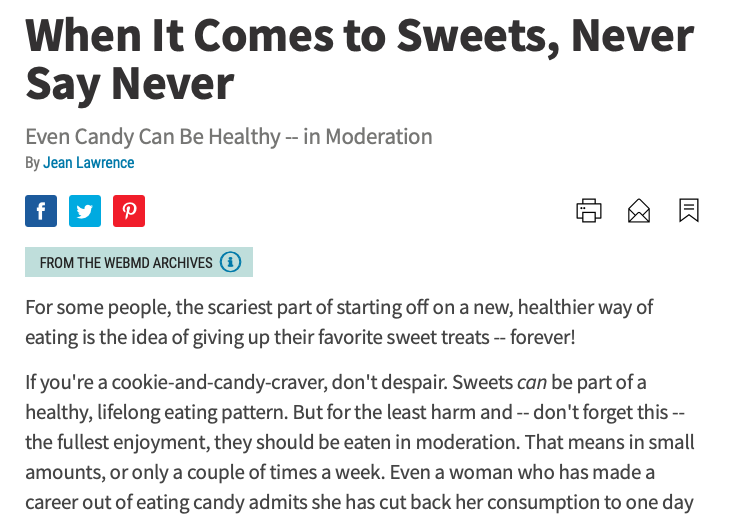 When It Comes to Sweets, Never
Say Never
Even Candy Can Be Healthy -- in Moderation
By Jean Lawrence
FROM THE WEBMD ARCHIVES
For some people, the scariest part of starting off on a new, healthier way of
eating is the idea of giving up their favorite sweet treats -- forever!
If you're a cookie-and-candy-craver, don't despair. Sweets can be part of a
healthy, lifelong eating pattern. But for the least harm and -- don't forget this --
the fullest enjoyment, they should be eaten in moderation. That means in small
amounts, or only a couple of times a week. Even a woman who has made a
career out of eating candy admits she has cut back her consumption to one day